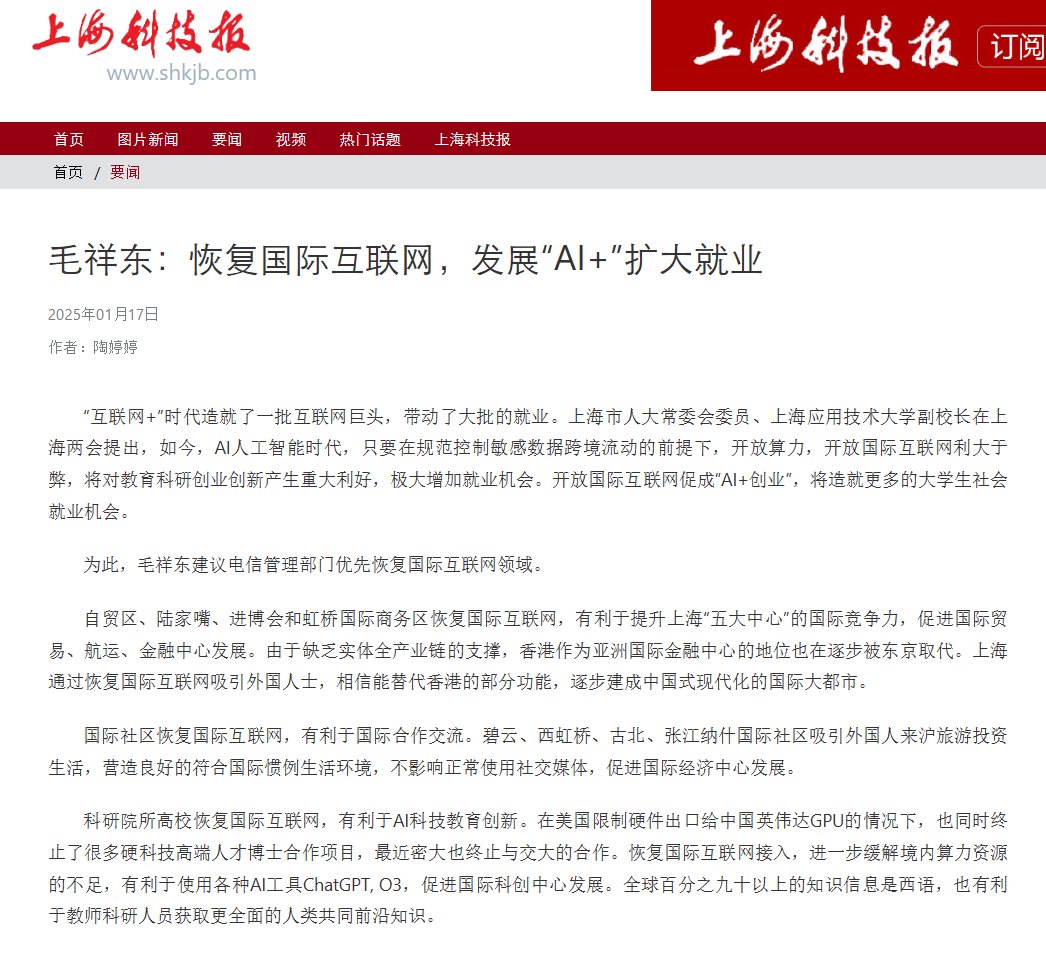 上海科技报
www.shkjb.com
上海科技报 订阅
首页 图片新闻 要闻 视频 热门话题 上海科技报
首页 / 要闻
毛祥东：恢复国际互联网，发展“AI+”扩大就业
2025年01月17日
作者：陶婷婷
“互联网+”时代造就了一批互联网巨头，带动了大批的就业。上海市人大常委会委员、上海应用技术大学副校长在上
海两会提出，如今，AI人工智能时代，只要在规范控制敏感数据跨境流动的前提下，开放算力，开放国际互联网利大于
弊，将对教育科研创业创新产生重大利好，极大增加就业机会。开放国际互联网促成“AI+创业”，将造就更多的大学生社会
就业机会。
为此，毛祥东建议电信管理部门优先恢复国际互联网领域。
自贸区、陆家嘴、进博会和虹桥国际商务区恢复国际互联网，有利于提升上海“五大中心”的国际竞争力，促进国际贸
易、航运、金融中心发展。由于缺乏实体全产业链的支撑，香港作为亚洲国际金融中心的地位也在逐步被东京取代。上海
通过恢复国际互联网吸引外国人士，相信能替代香港的部分功能，逐步建成中国式现代化的国际大都市。
国际社区恢复国际互联网，有利于国际合作交流。碧云、西虹桥、古北、张江纳什国际社区吸引外国人来沪旅游投资
生活，营造良好的符合国际惯例生活环境，不影响正常使用社交媒体，促进国际经济中心发展。
科研院所高校恢复国际互联网，有利于AI科技教育创新。在美国限制硬件出口给中国英伟达GPU的情况下，也同时终
止了很多硬科技高端人才博士合作项目，最近密大也终止与交大的合作。恢复国际互联网接入，进一步缓解境内算力资源
的不足，有利于使用各种AI工具ChatGPT, O3，促进国际科创中心发展。全球百分之九十以上的知识信息是西语，也有利
于教师科研人员获取更全面的人类共同前沿知识。